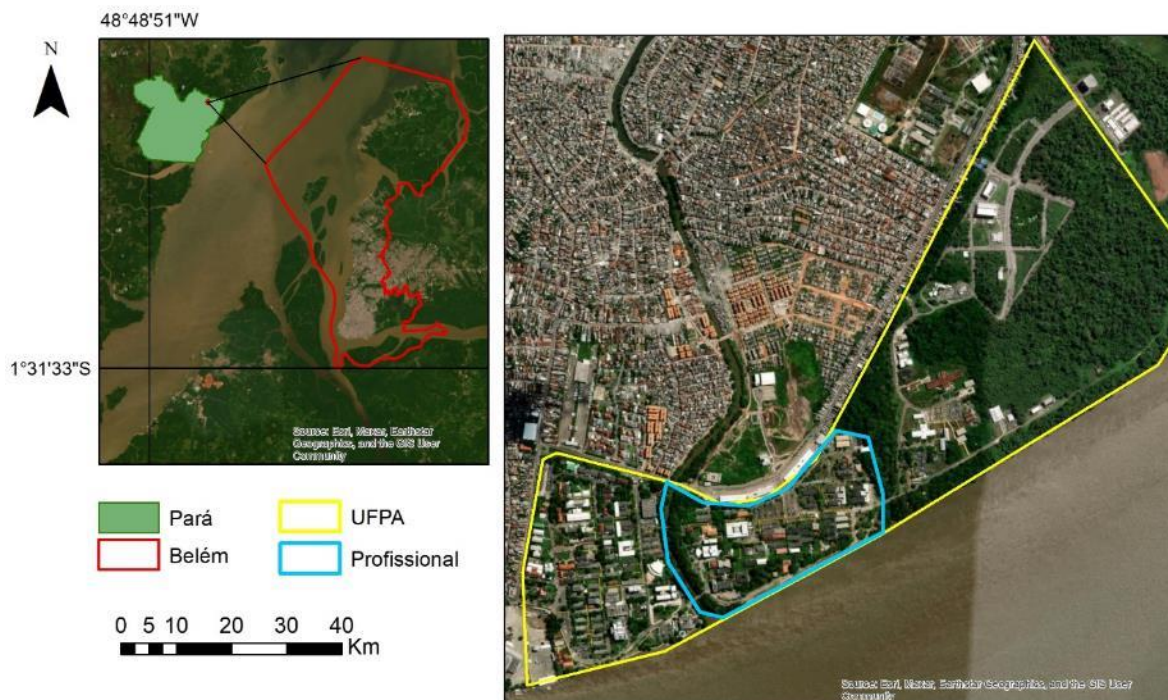 48°48'51"W
N
1°31'33"S
Source: Esri, Maxar, Earthstar
Geographics, and the GIS User
Community
Pará
Belém
UFPA
Profissional
0 5 10 20 30 40
Km
Source: Esri, Maxar, Earthstar Geographics, and the GIS User
Community